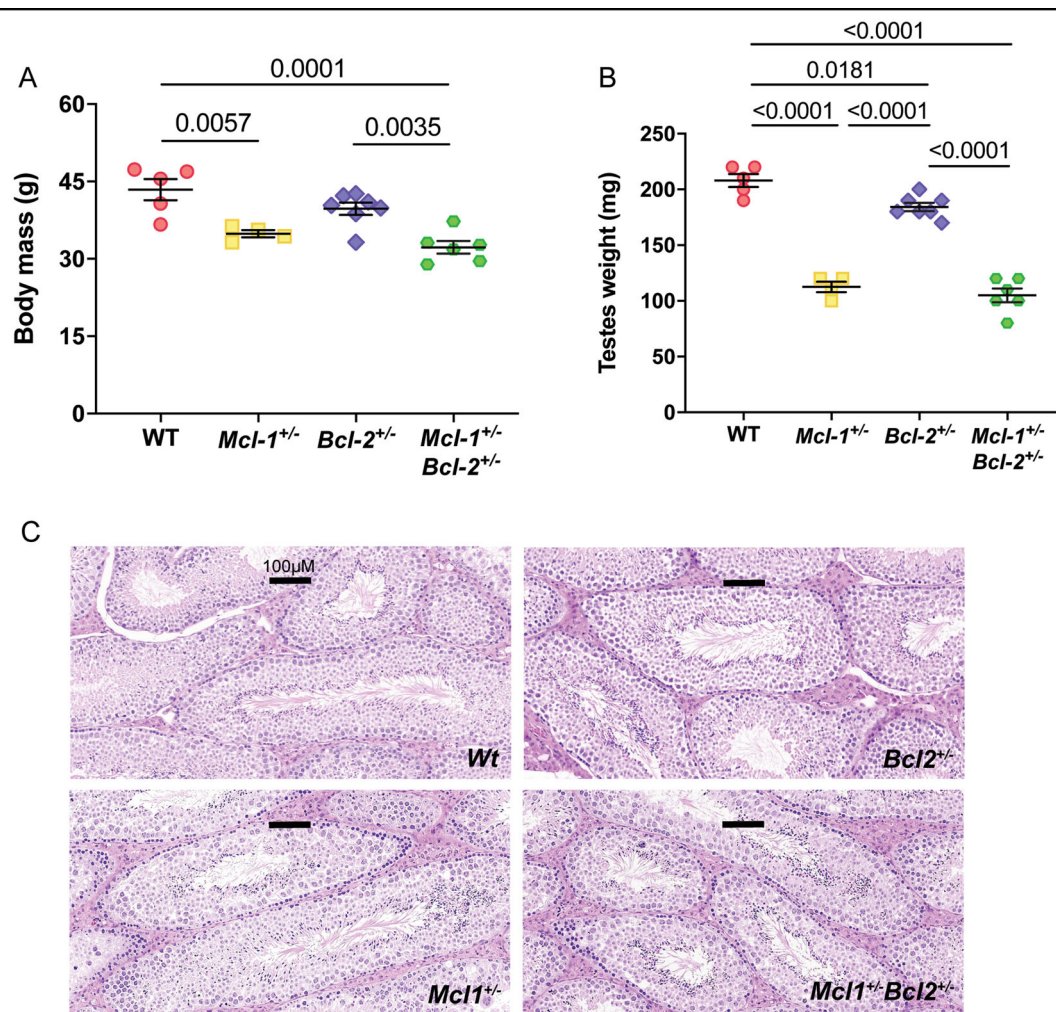 A
0.0001
0.0057
0.0035
60
45
30
15
0
Body mass (g)
WT
Mcl-1+/-
Bcl-2+/-
Mcl-1+/-
Bcl-2+/-
B
<0.0001
0.0181
<0.0001
<0.0001
<0.0001
250
200
150
100
50
0
Testes weight (mg)
WT
Mcl-1+/-
Bcl-2+/-
Mcl-1+/-
Bcl-2+/-
C
100µM
Wt
Bcl2+/-
Mcl1+/-
Mcl1+/-Bcl2+/-